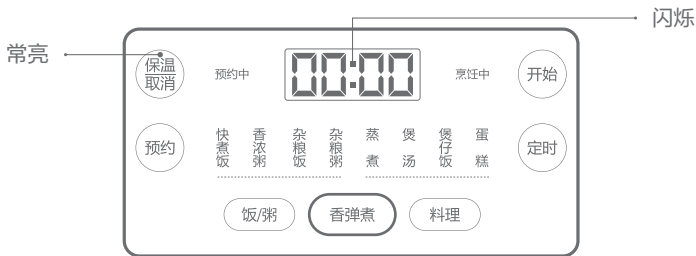 闪烁
常亮
保温
取消
预约中
00:00
烹饪中
开始
预约
快煮饭
香浓粥
杂粮饭
杂粮粥
蒸煮
煲汤
煲仔饭
蛋糕
定时
饭/粥
香弹煮
料理